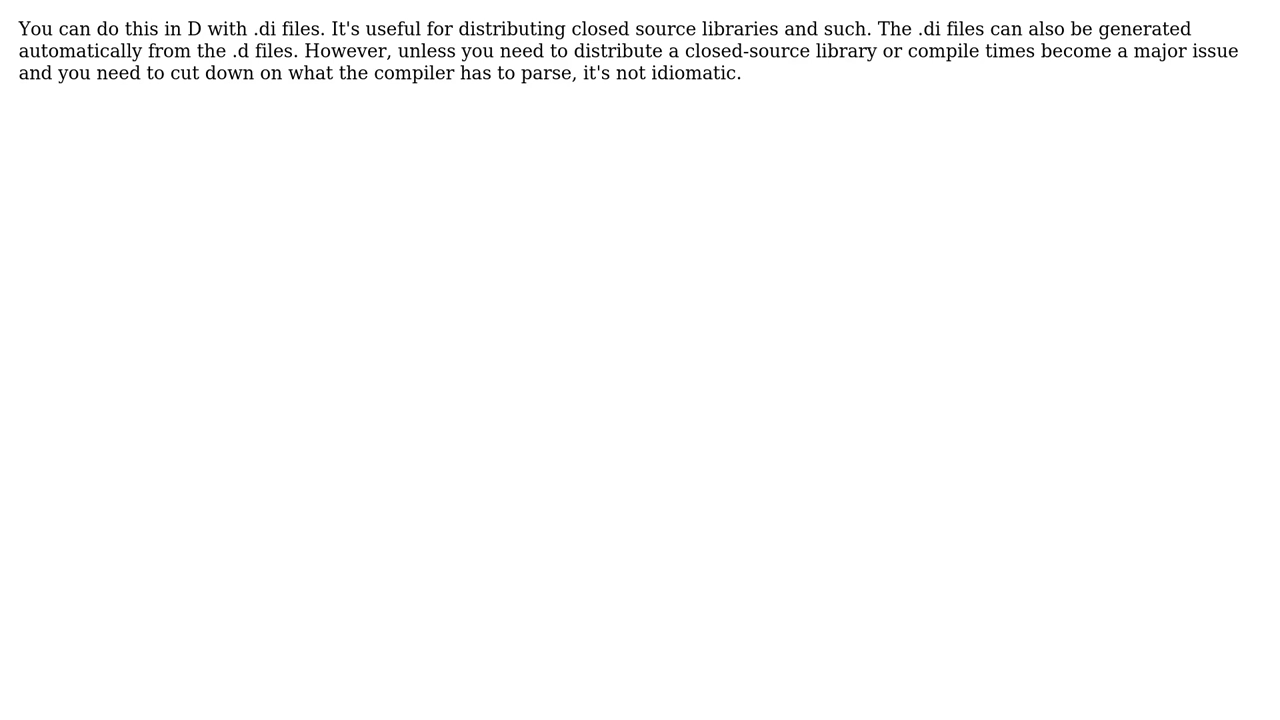 You can do this in D with .di files. It's useful for distributing closed source libraries and such. The .di files can also be generated
automatically from the .d files. However, unless you need to distribute a closed-source library or compile times become a major issue
and you need to cut down on what the compiler has to parse, it's not idiomatic.